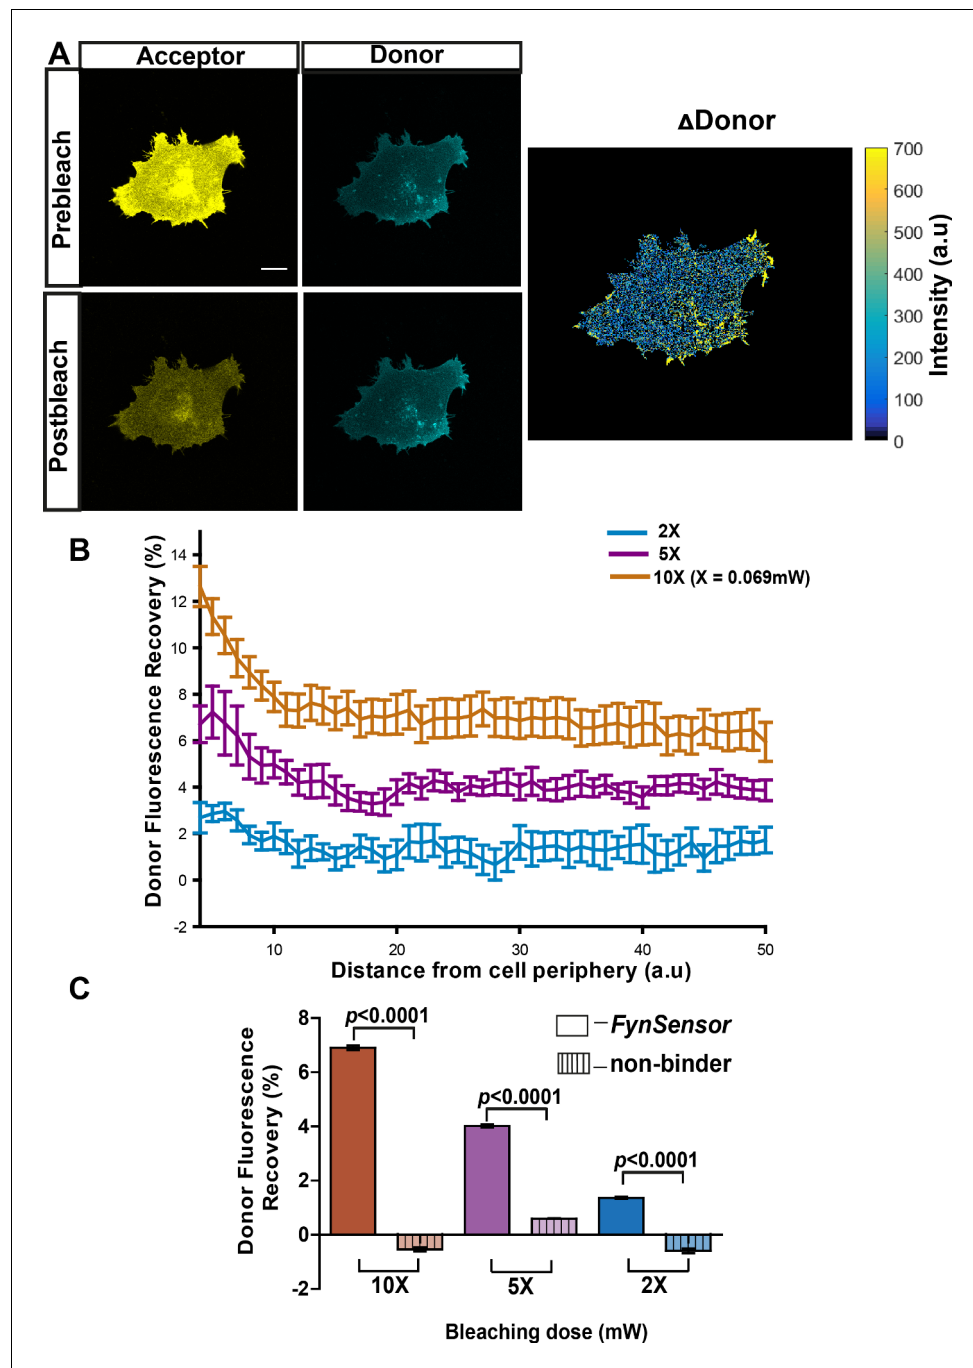 A
Acceptor
Donor
Prebleach
Postbleach
ΔDonor
700
600
500
400
300
200
100
0
Intensity (a.u)
B
2X
5X
10X (X = 0.069mW)
Donor Fluorescence Recovery (%)
14
12
10
8
6
4
2
0
-2
10
20
30
40
50
Distance from cell periphery (a.u)
C
Donor Fluorescence
Recovery (%)
8
6
4
2
0
-2
p<0.0001
p<0.0001
p<0.0001
FynSensor
non-binder
10X
5X
2X
Bleaching dose (mW)